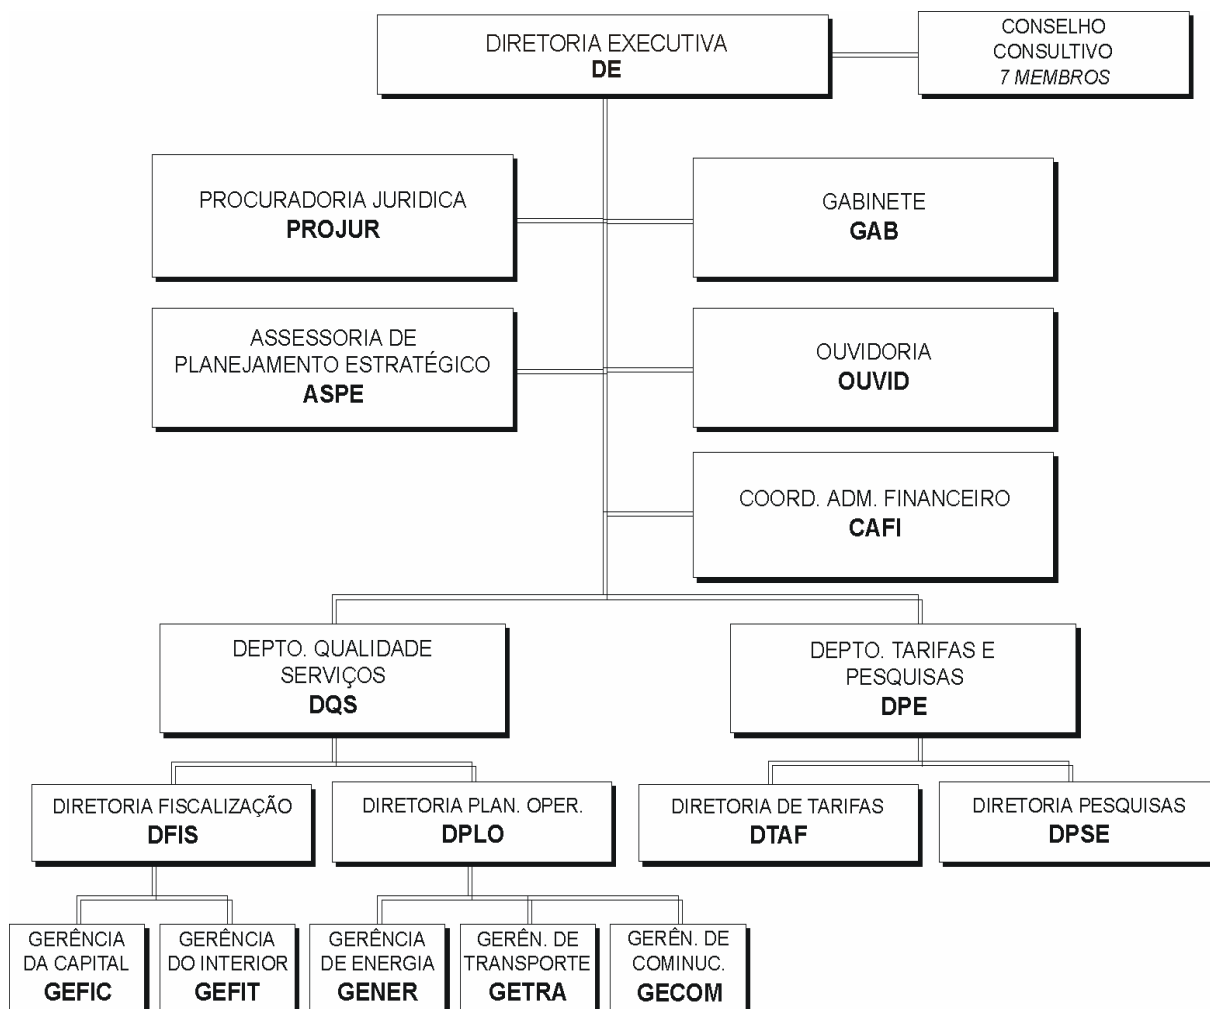 DIRETORIA EXECUTIVA
DE
CONSELHO
CONSULTIVO
7 MEMBROS
PROCURADORIA JURIDICA
PROJUR
GABINETE
GAB
ASSESSORIA DE
PLANEJAMENTO ESTRATÉGICO
ASPE
OUVIDORIA
OUVID
COORD. ADM. FINANCEIRO
CAFI
DEPTO. QUALIDADE
SERVIÇOS
DQS
DEPTO. TARIFAS E
PESQUISAS
DPE
DIRETORIA FISCALIZAÇÃO
DFIS
DIRETORIA PLAN. OPER.
DPLO
DIRETORIA DE TARIFAS
DTAF
DIRETORIA PESQUISAS
DPSE
GERÊNCIA
DA CAPITAL
GEFIC
GERÊNCIA
DO INTERIOR
GEFIT
GERÊNCIA
DE ENERGIA
GENER
GERÊN. DE
TRANSPORTE
GETRA
GERÊN. DE
COMINUC.
GECOM